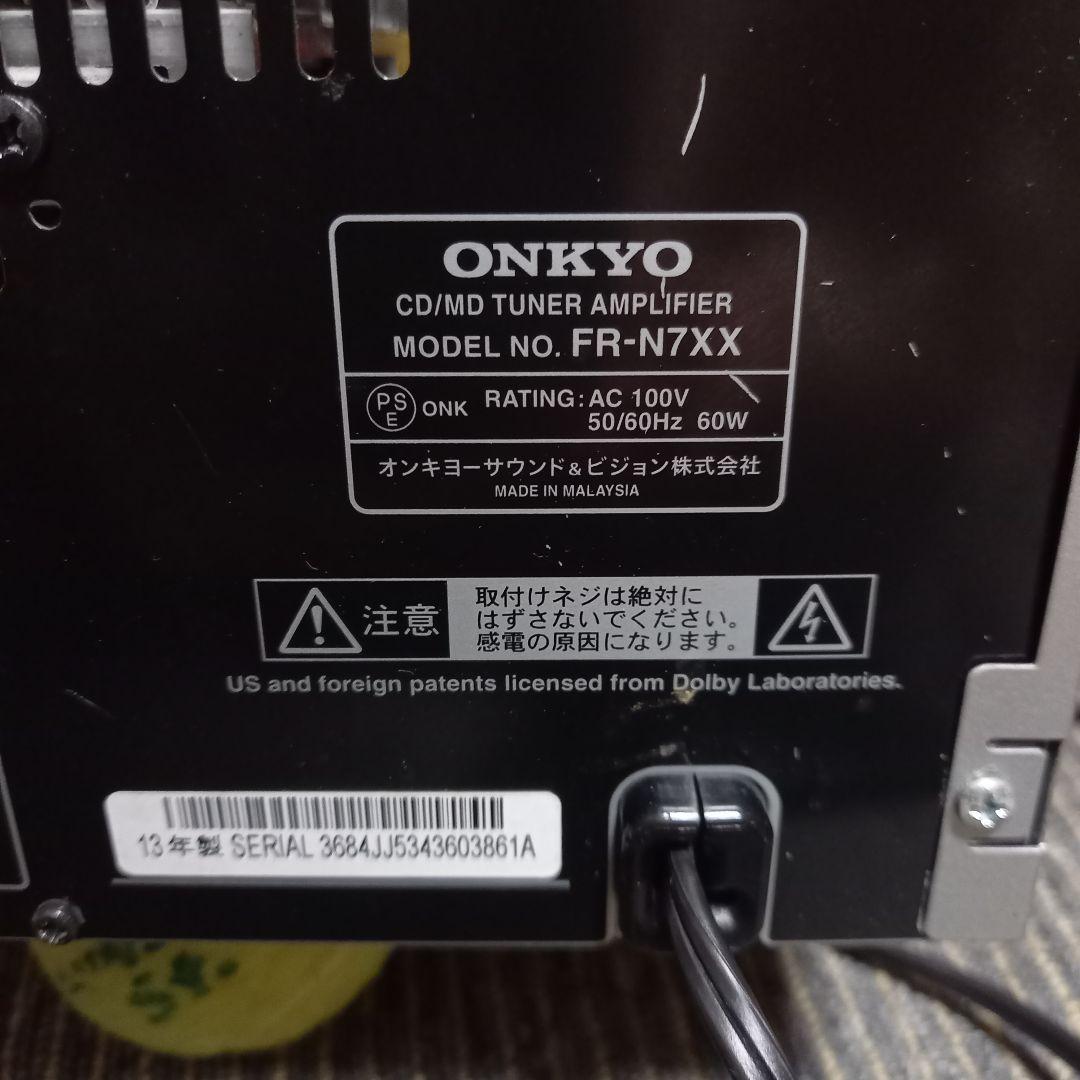 ONKYO
CD/MD TUNER AMPLIFIER
MODEL NO. FR-N7XX
PS
E
ONK RATING: AC 100V
50/60Hz 60W
オンキヨーサウンド&ビジョン株式会社
MADE IN MALAYSIA
注意
取付けネジは絶対に
はずさないでください。
感電の原因になります。
US and foreign patents licensed from Dolby Laboratories.
13年製 SERIAL 3684JJ5343603861A